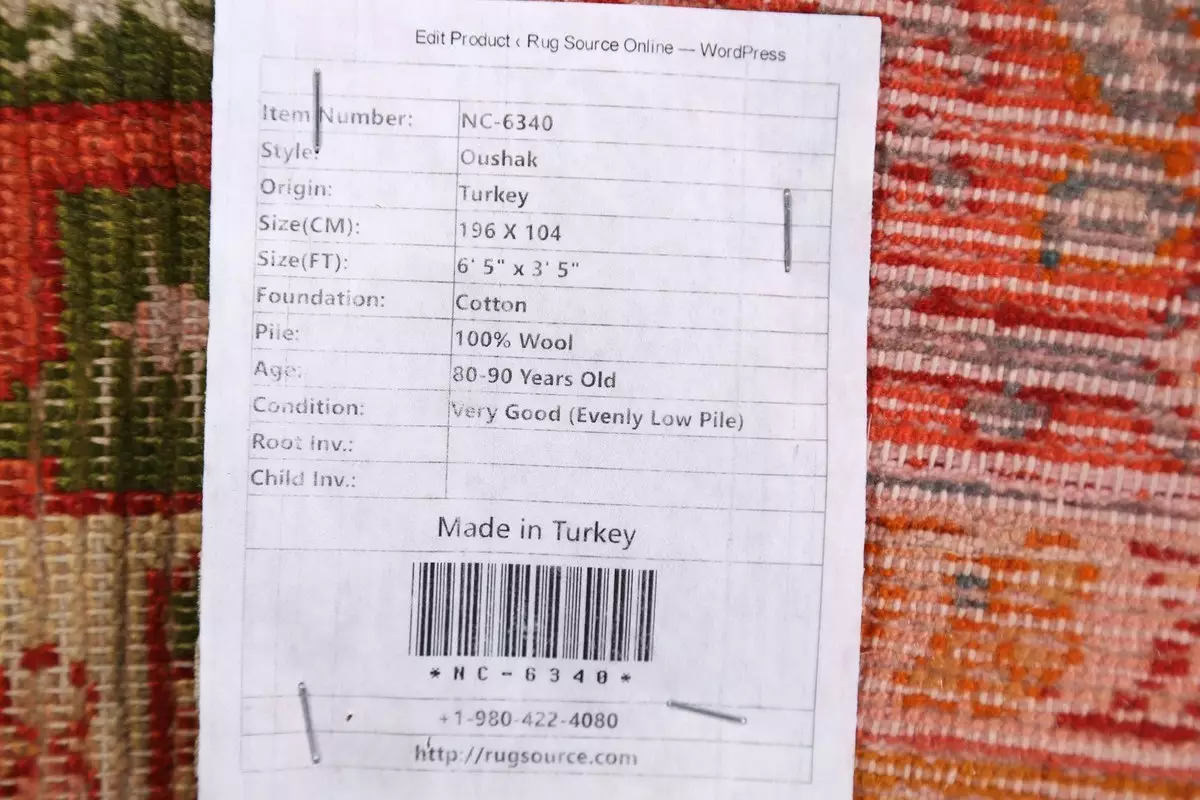 Edit Product ‹ Rug Source Online — WordPress
Item Number: NC-6340
Style: Oushak
Origin: Turkey
Size(CM): 196 X 104
Size(FT): 6' 5" x 3' 5"
Foundation: Cotton
Pile: 100% Wool
Age: 80-90 Years Old
Condition: Very Good (Evenly Low Pile)
Root Inv.:
Child Inv.:
Made in Turkey
*NC-6340*
+1-980-422-4080
http://rugsource.com